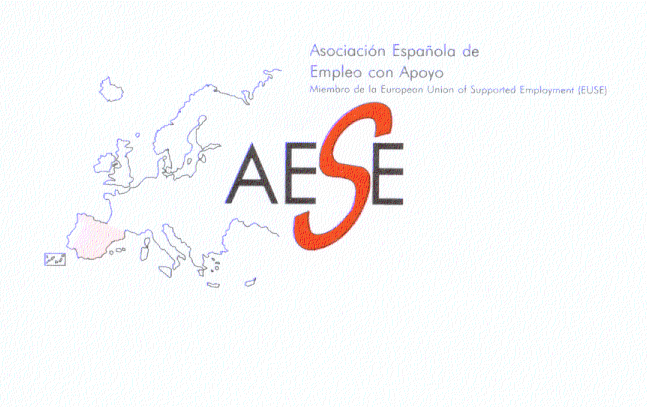 Asociación Española de
Empleo con Apoyo
Miembro de la European Union of Supported Employment (EUSE)
AESE